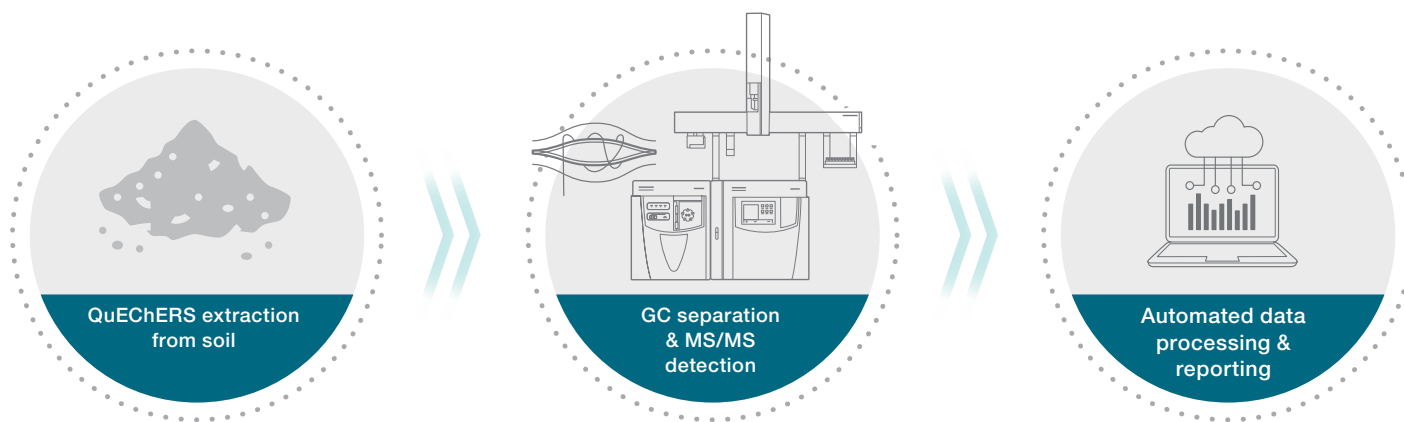 QuEChERS extraction
from soil
GC separation
& MS/MS
detection
Automated data
processing &
reporting